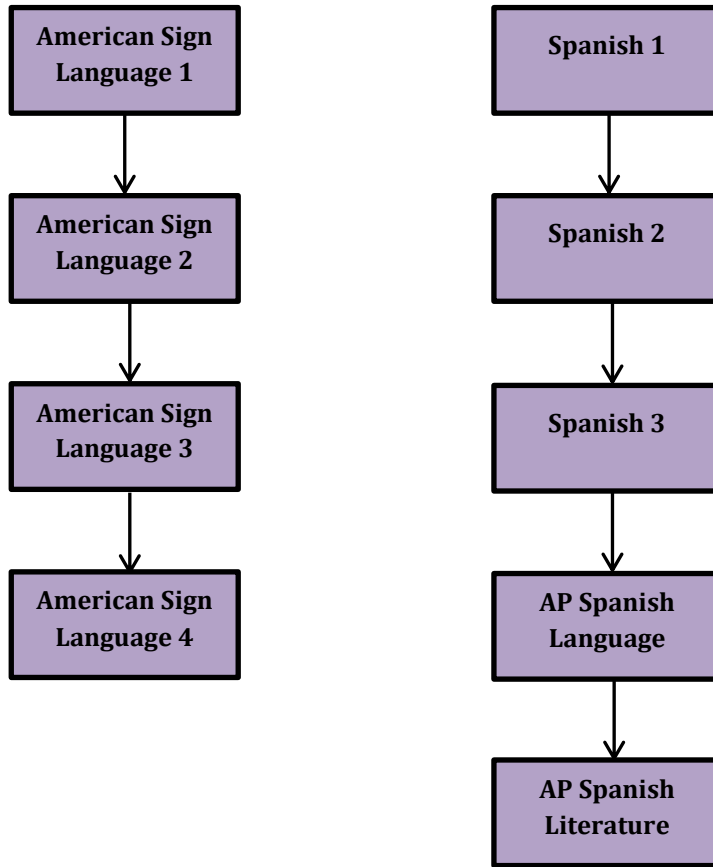 American Sign
Language 1
American Sign
Language 2
American Sign
Language 3
American Sign
Language 4
Spanish 1
Spanish 2
Spanish 3
AP Spanish
Language
AP Spanish
Literature